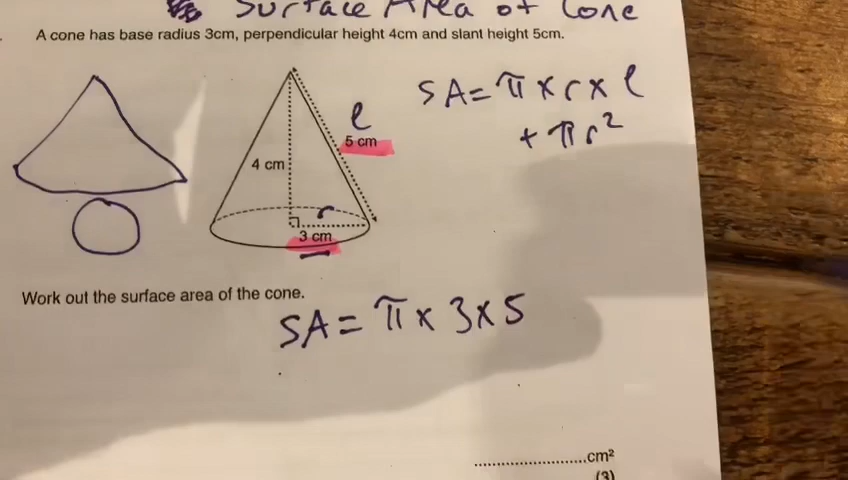 Surface Area of Cone
A cone has base radius 3cm, perpendicular height 4cm and slant height 5cm.
SA = π × r × l
+ πr²
l
5 cm
4 cm
r
3 cm
Work out the surface area of the cone.
SA = π × 3 × 5
........................cm²
(3)